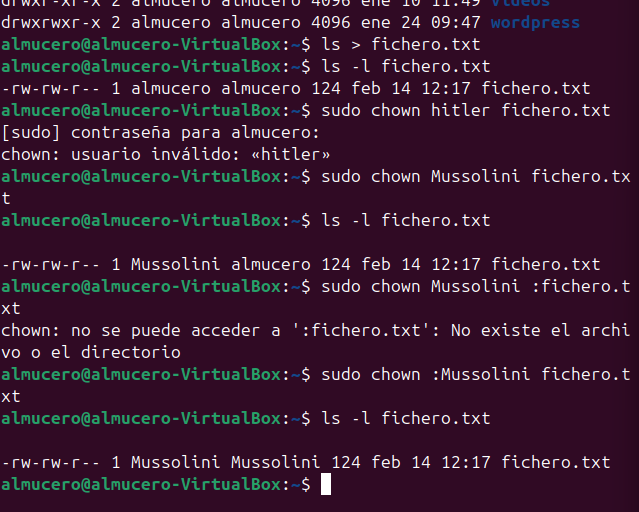 drwxr-xr-x 2 almucero almucero 4096 ene 10 11:49 Vídeos
drwxrwxr-x 2 almucero almucero 4096 ene 24 09:47 wordpress
almucero@almucero-VirtualBox:~$ ls > fichero.txt
almucero@almucero-VirtualBox:~$ ls -l fichero.txt
-rw-rw-r-- 1 almucero almucero 124 feb 14 12:17 fichero.txt
almucero@almucero-VirtualBox:~$ sudo chown hitler fichero.txt
[sudo] contraseña para almucero:
chown: usuario inválido: «hitler»
almucero@almucero-VirtualBox:~$ sudo chown Mussolini fichero.tx
t
almucero@almucero-VirtualBox:~$ ls -l fichero.txt
-rw-rw-r-- 1 Mussolini almucero 124 feb 14 12:17 fichero.txt
almucero@almucero-VirtualBox:~$ sudo chown Mussolini :fichero.t
xt
chown: no se puede acceder a ':fichero.txt': No existe el archi
vo o el directorio
almucero@almucero-VirtualBox:~$ sudo chown :Mussolini fichero.t
xt
almucero@almucero-VirtualBox:~$ ls -l fichero.txt
-rw-rw-r-- 1 Mussolini Mussolini 124 feb 14 12:17 fichero.txt
almucero@almucero-VirtualBox:~$